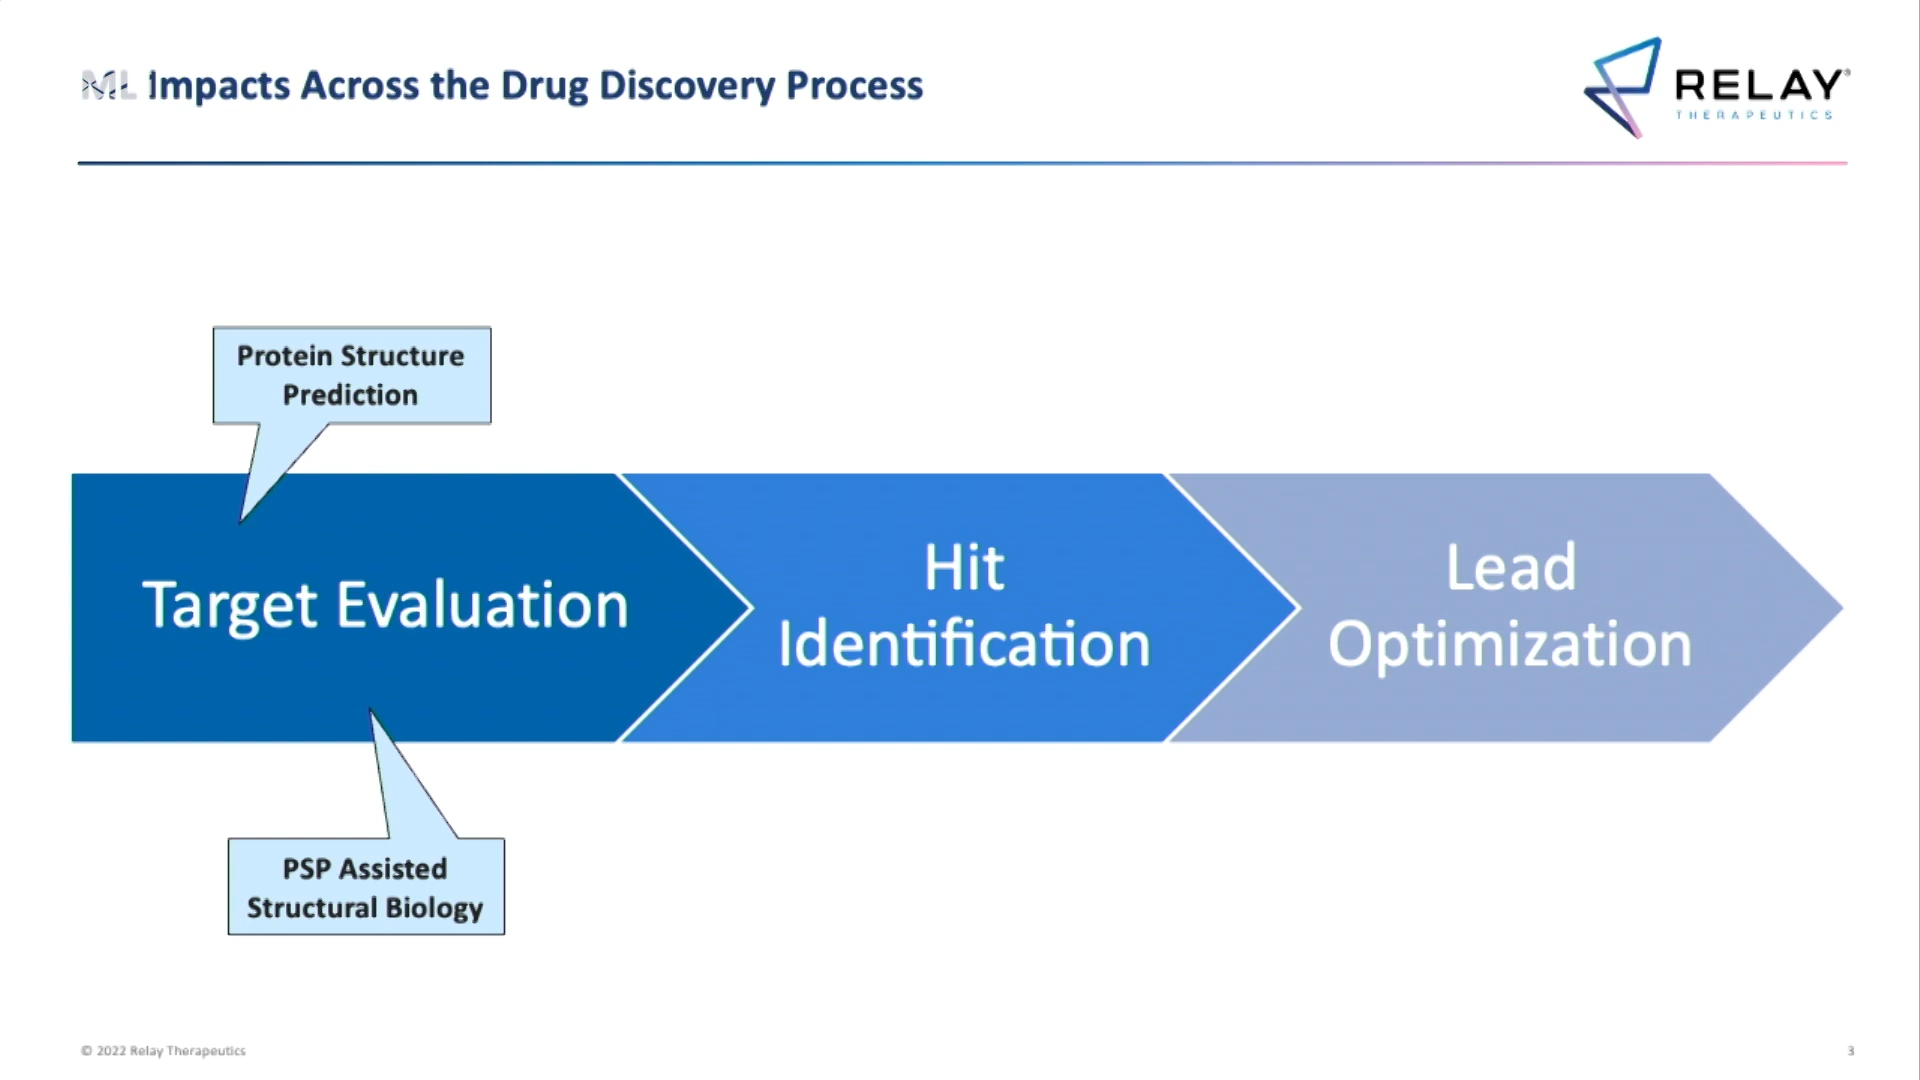 ML Impacts Across the Drug Discovery Process
RELAY®
THERAPEUTICS
Protein Structure
Prediction
Target Evaluation
Hit
Identification
Lead
Optimization
PSP Assisted
Structural Biology
© 2022 Relay Therapeutics
3